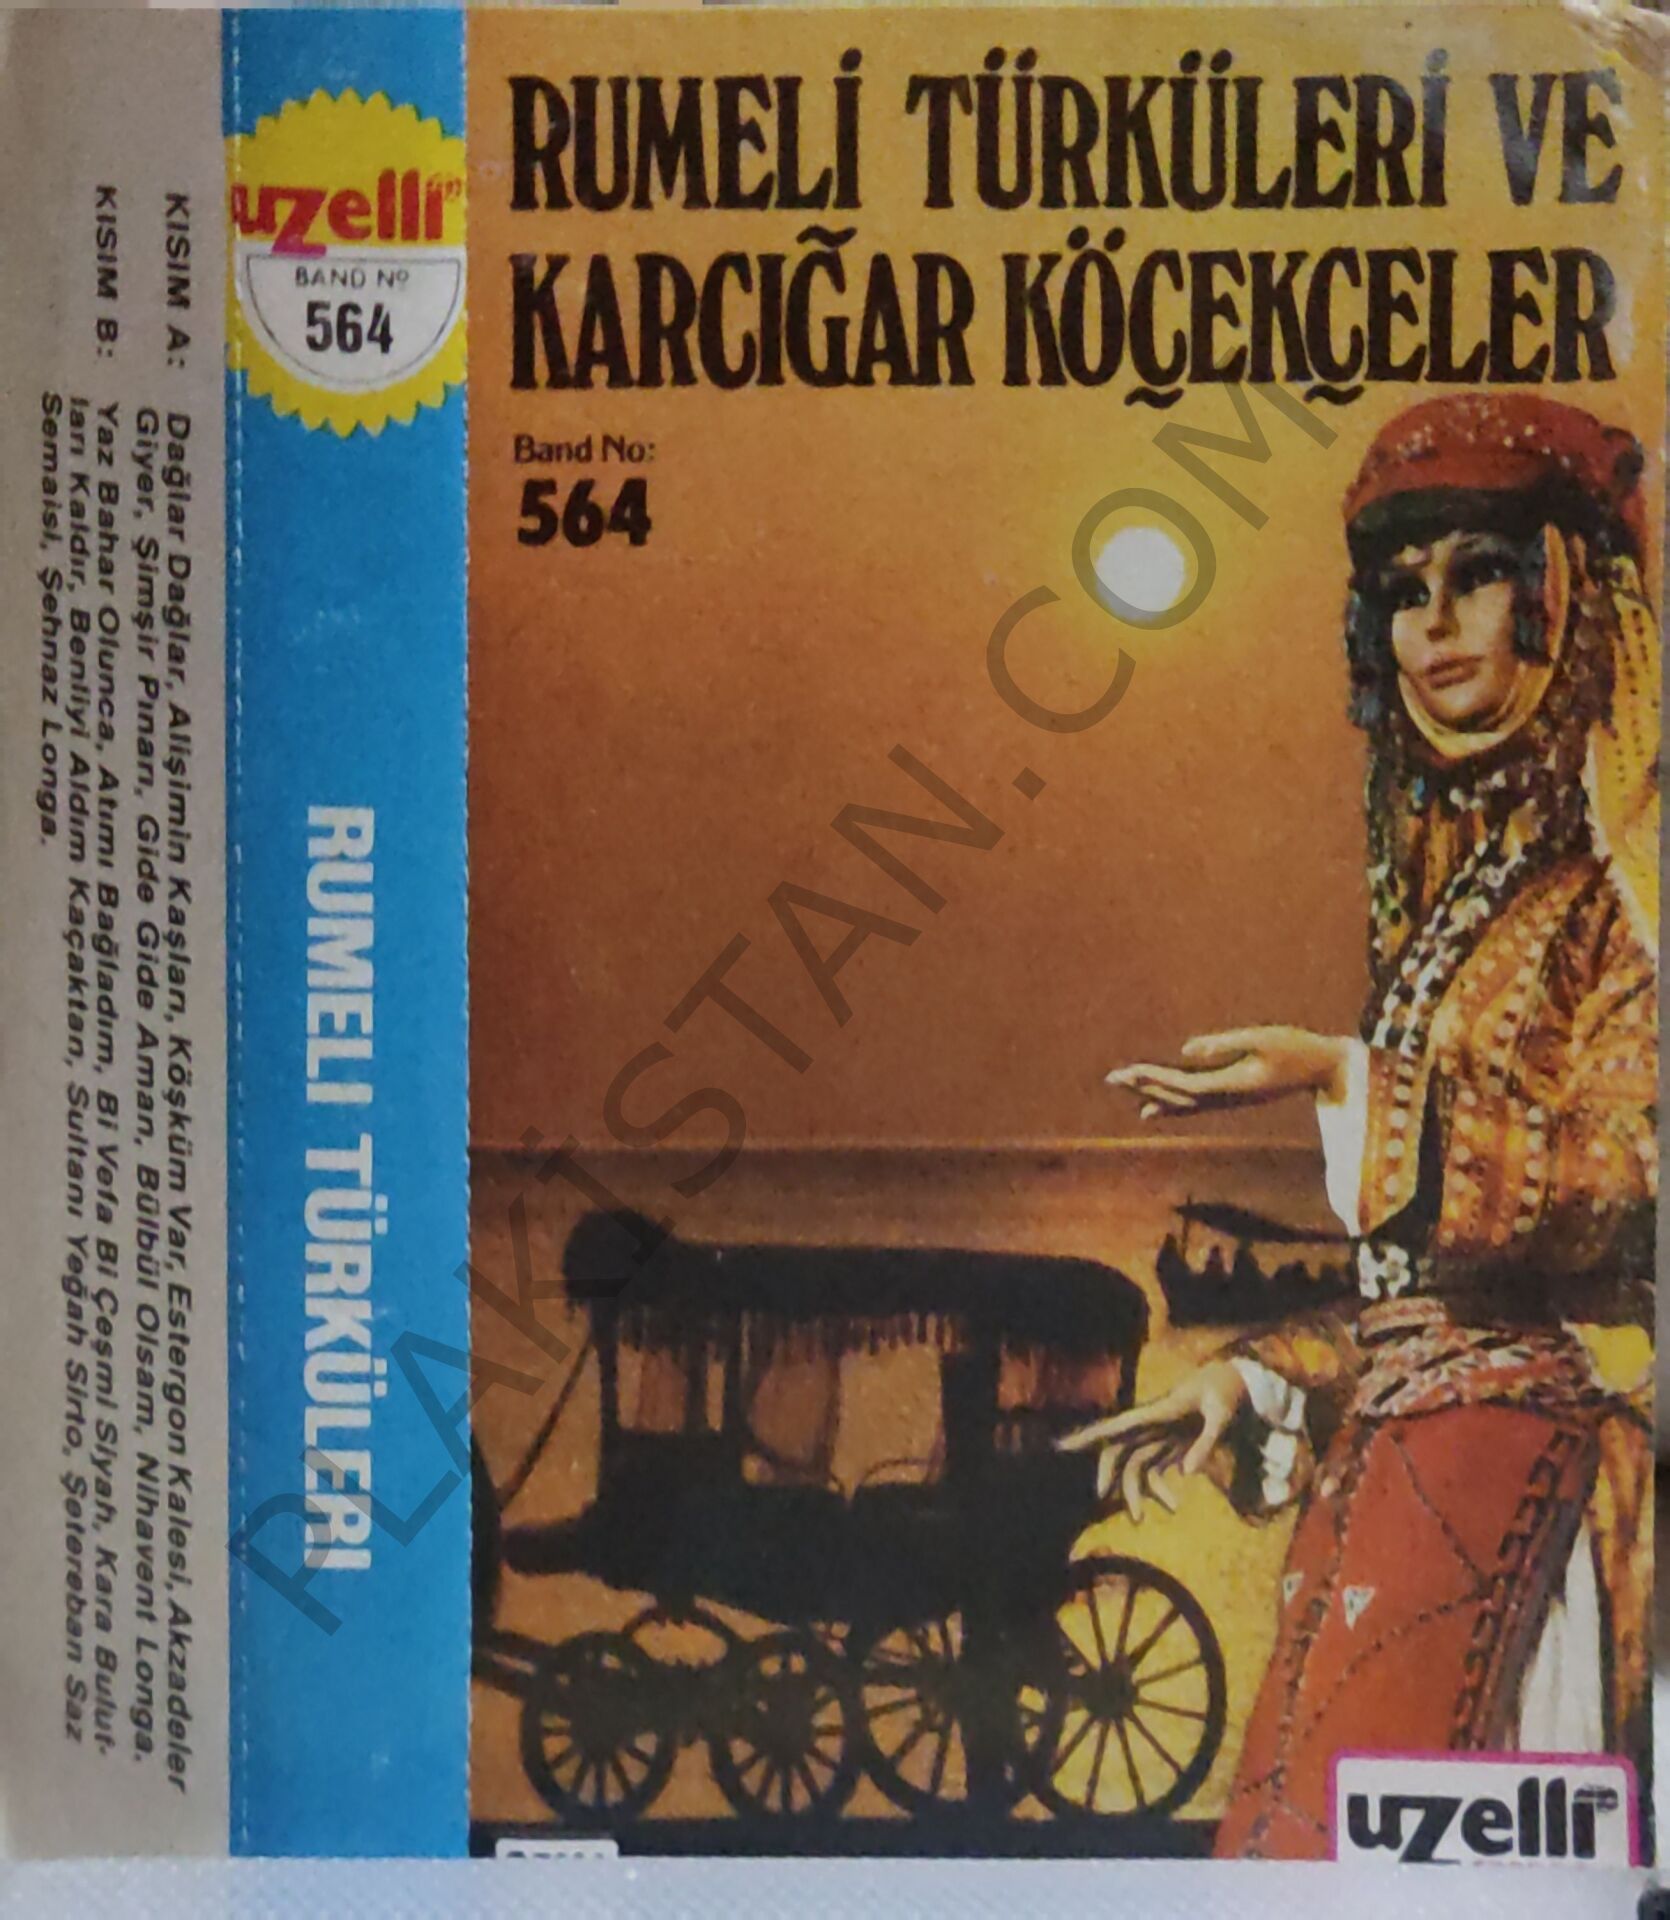 RUMELİ TÜRKÜLERİ VE
KARCIĞAR KÖÇEKÇELER
Band No:
564
uzelli
BAND Nº
564
RUMELI TÜRKÜLERI
KISIM A: Dağlar Dağlar, Alişimin Kaşları, Köşküm Var, Estergon Kalesi, Akzadeler
Giyer, Şimşir Pınarı, Gide Gide Aman, Bülbül Olsam, Nihavent Longa.
KISIM B: Yaz Bahar Olunca, Atımı Bağladım, Bi Vefa Bi Çeşmi Siyah, Kara Bulut-
ları Kaldır, Benliyi Aldım Kaçaktan, Sultanı Yeğah Sirto, Şetereban Saz
Semaisi, Şehnaz Longa.
uzelli
PLAKİSTAN.COM